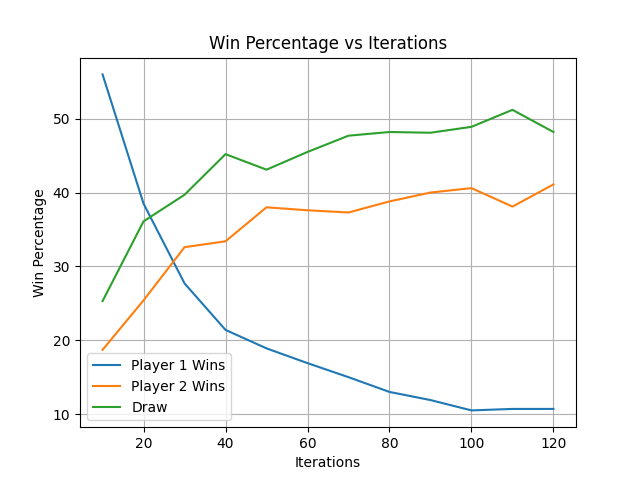 Win Percentage vs Iterations
Win Percentage
50
40
30
20
10
Player 1 Wins
Player 2 Wins
Draw
20
40
60
80
100
120
Iterations